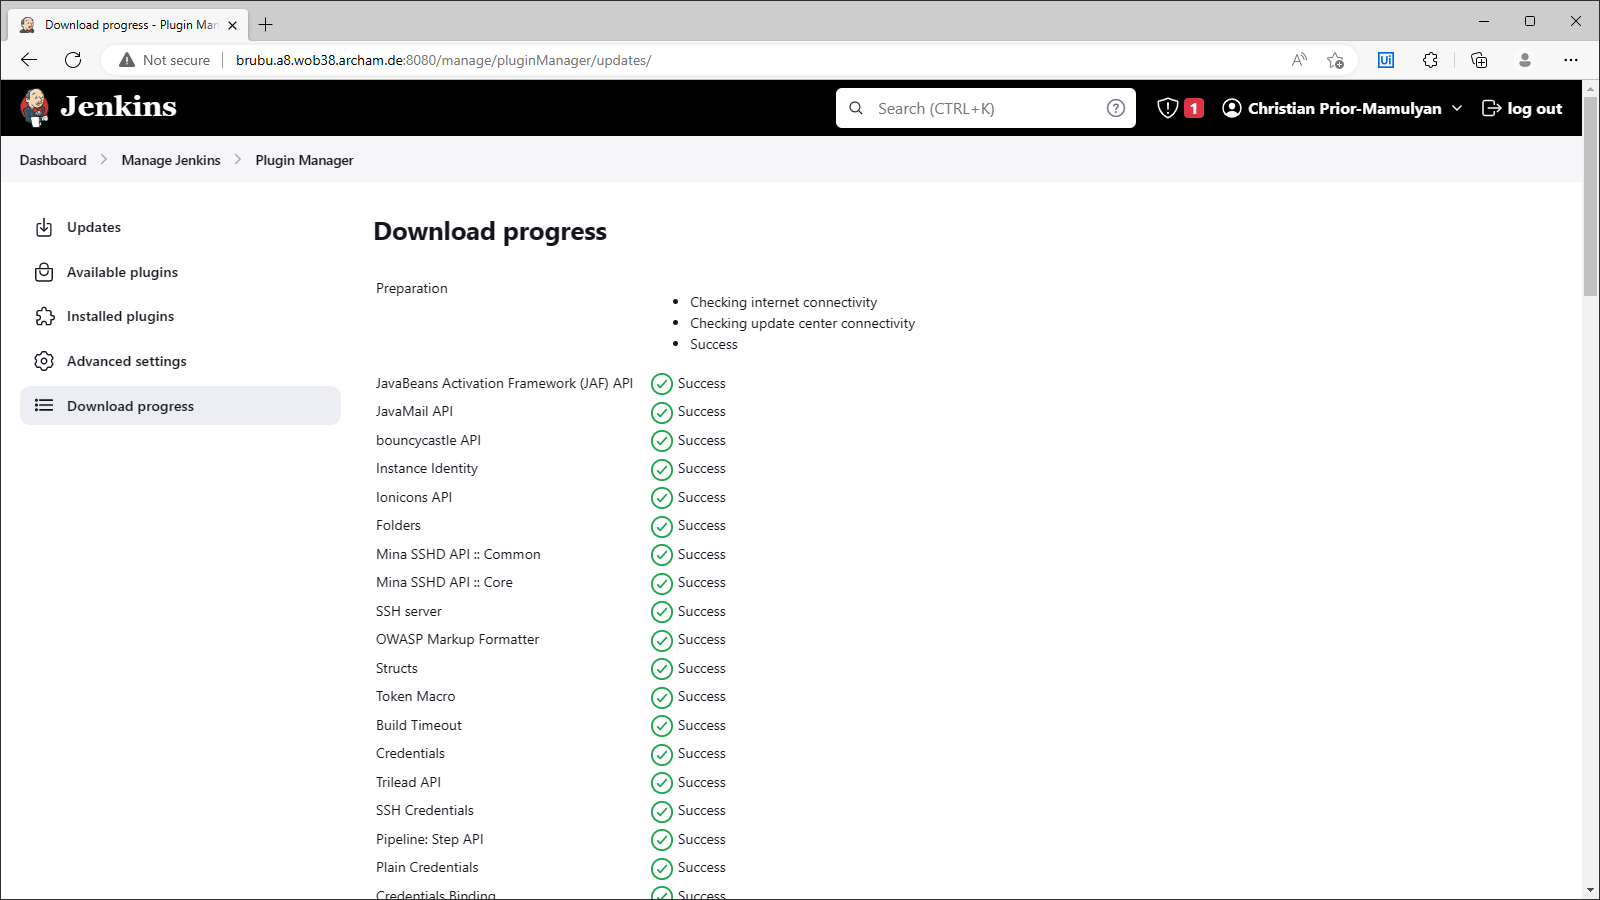 Download progress - Plugin Man
Not secure
brubu.a8.wob38.archam.de:8080/manage/pluginManager/updates/
Jenkins
Search (CTRL+K)
1
Christian Prior-Mamulyan
log out
Dashboard
Manage Jenkins
Plugin Manager
Updates
Available plugins
Installed plugins
Advanced settings
Download progress
Download progress
Preparation
Checking internet connectivity
Checking update center connectivity
Success
JavaBeans Activation Framework (JAF) API Success
JavaMail API Success
bouncycastle API Success
Instance Identity Success
Ionicons API Success
Folders Success
Mina SSHD API :: Common Success
Mina SSHD API :: Core Success
SSH server Success
OWASP Markup Formatter Success
Structs Success
Token Macro Success
Build Timeout Success
Credentials Success
Trilead API Success
SSH Credentials Success
Pipeline: Step API Success
Plain Credentials Success
Credentials Binding Success